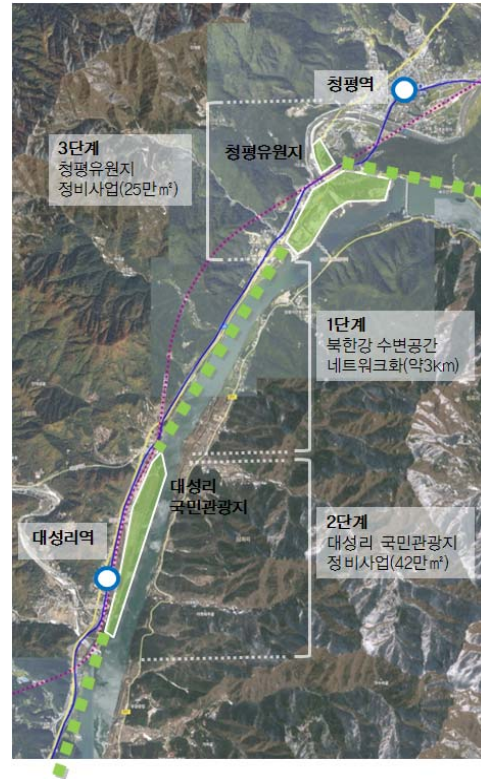 청평역
3단계
청평유원지
정비사업(25만㎡)
청평유원지
1단계
북한강 수변공간
네트워크화(약3km)
대성리
국민관광지
대성리역
2단계
대성리 국민관광지
정비사업(42만㎡)